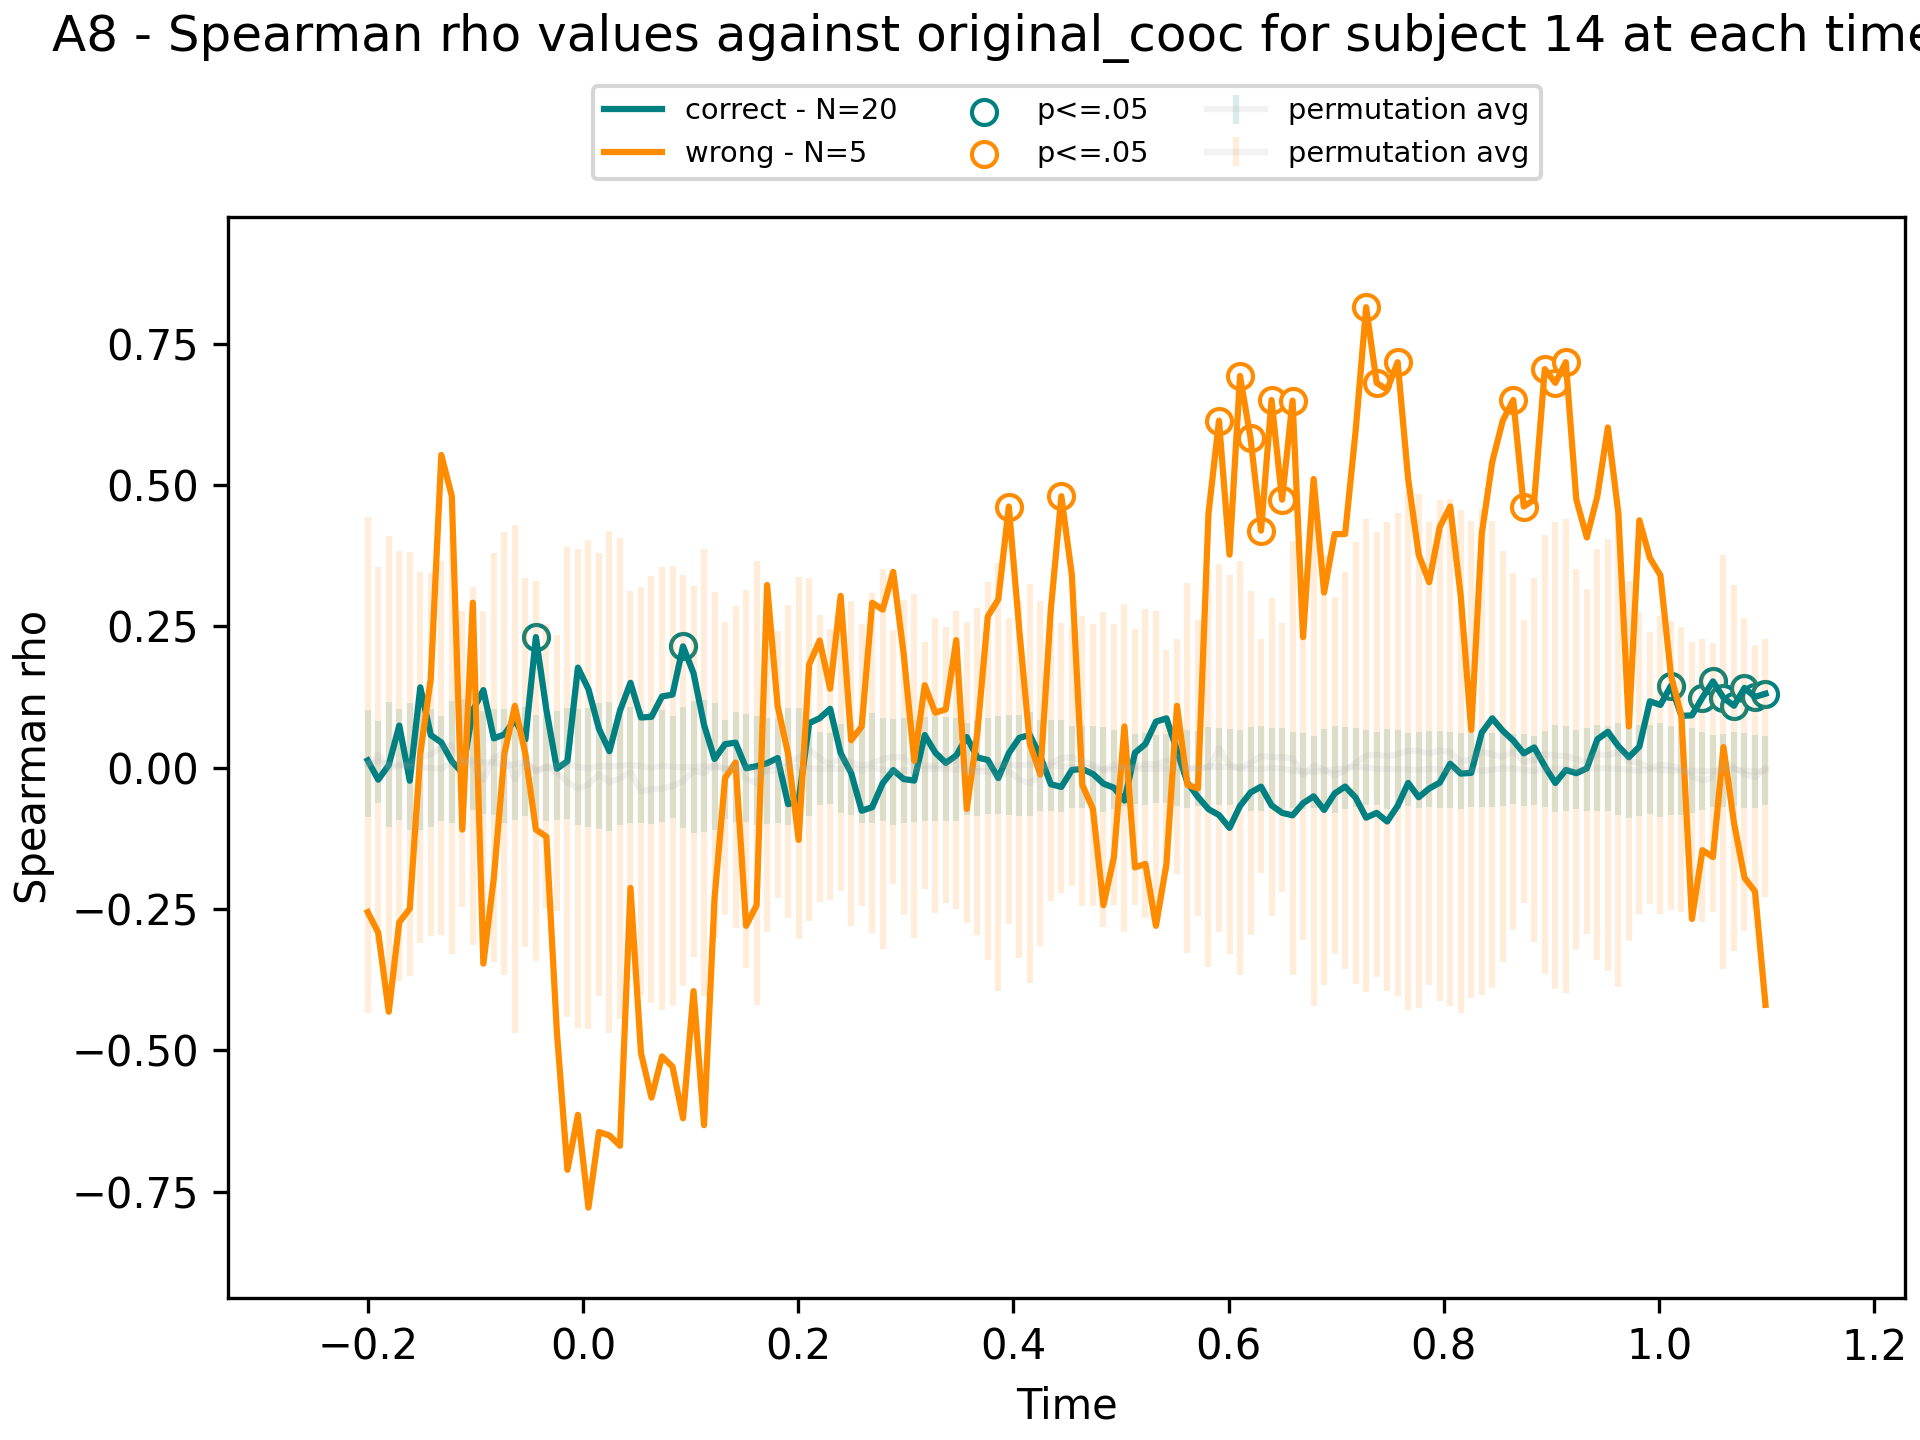 A8 - Spearman rho values against original_cooc for subject 14 at each time
correct - N=20
wrong - N=5
p<=.05
p<=.05
permutation avg
permutation avg
Spearman rho
0.75
0.50
0.25
0.00
−0.25
−0.50
−0.75
−0.2
0.0
0.2
0.4
0.6
0.8
1.0
1.2
Time